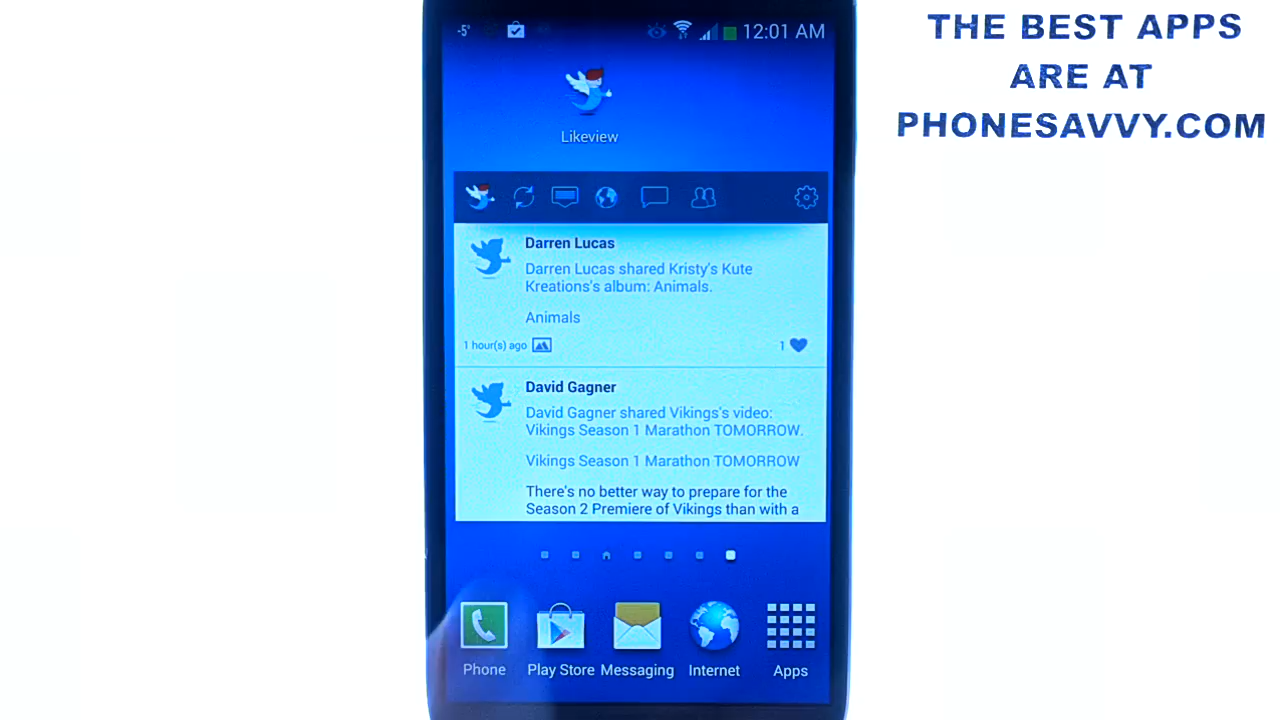 THE BEST APPS
ARE AT
PHONESAVVY.COM
-5°
12:01 AM
Likeview
Darren Lucas
Darren Lucas shared Kristy's Kute
Kreations's album: Animals.
Animals
1 hour(s) ago
1
David Gagner
David Gagner shared Vikings's video:
Vikings Season 1 Marathon TOMORROW.
Vikings Season 1 Marathon TOMORROW
There's no better way to prepare for the
Season 2 Premiere of Vikings than with a
Phone
Play Store
Messaging
Internet
Apps